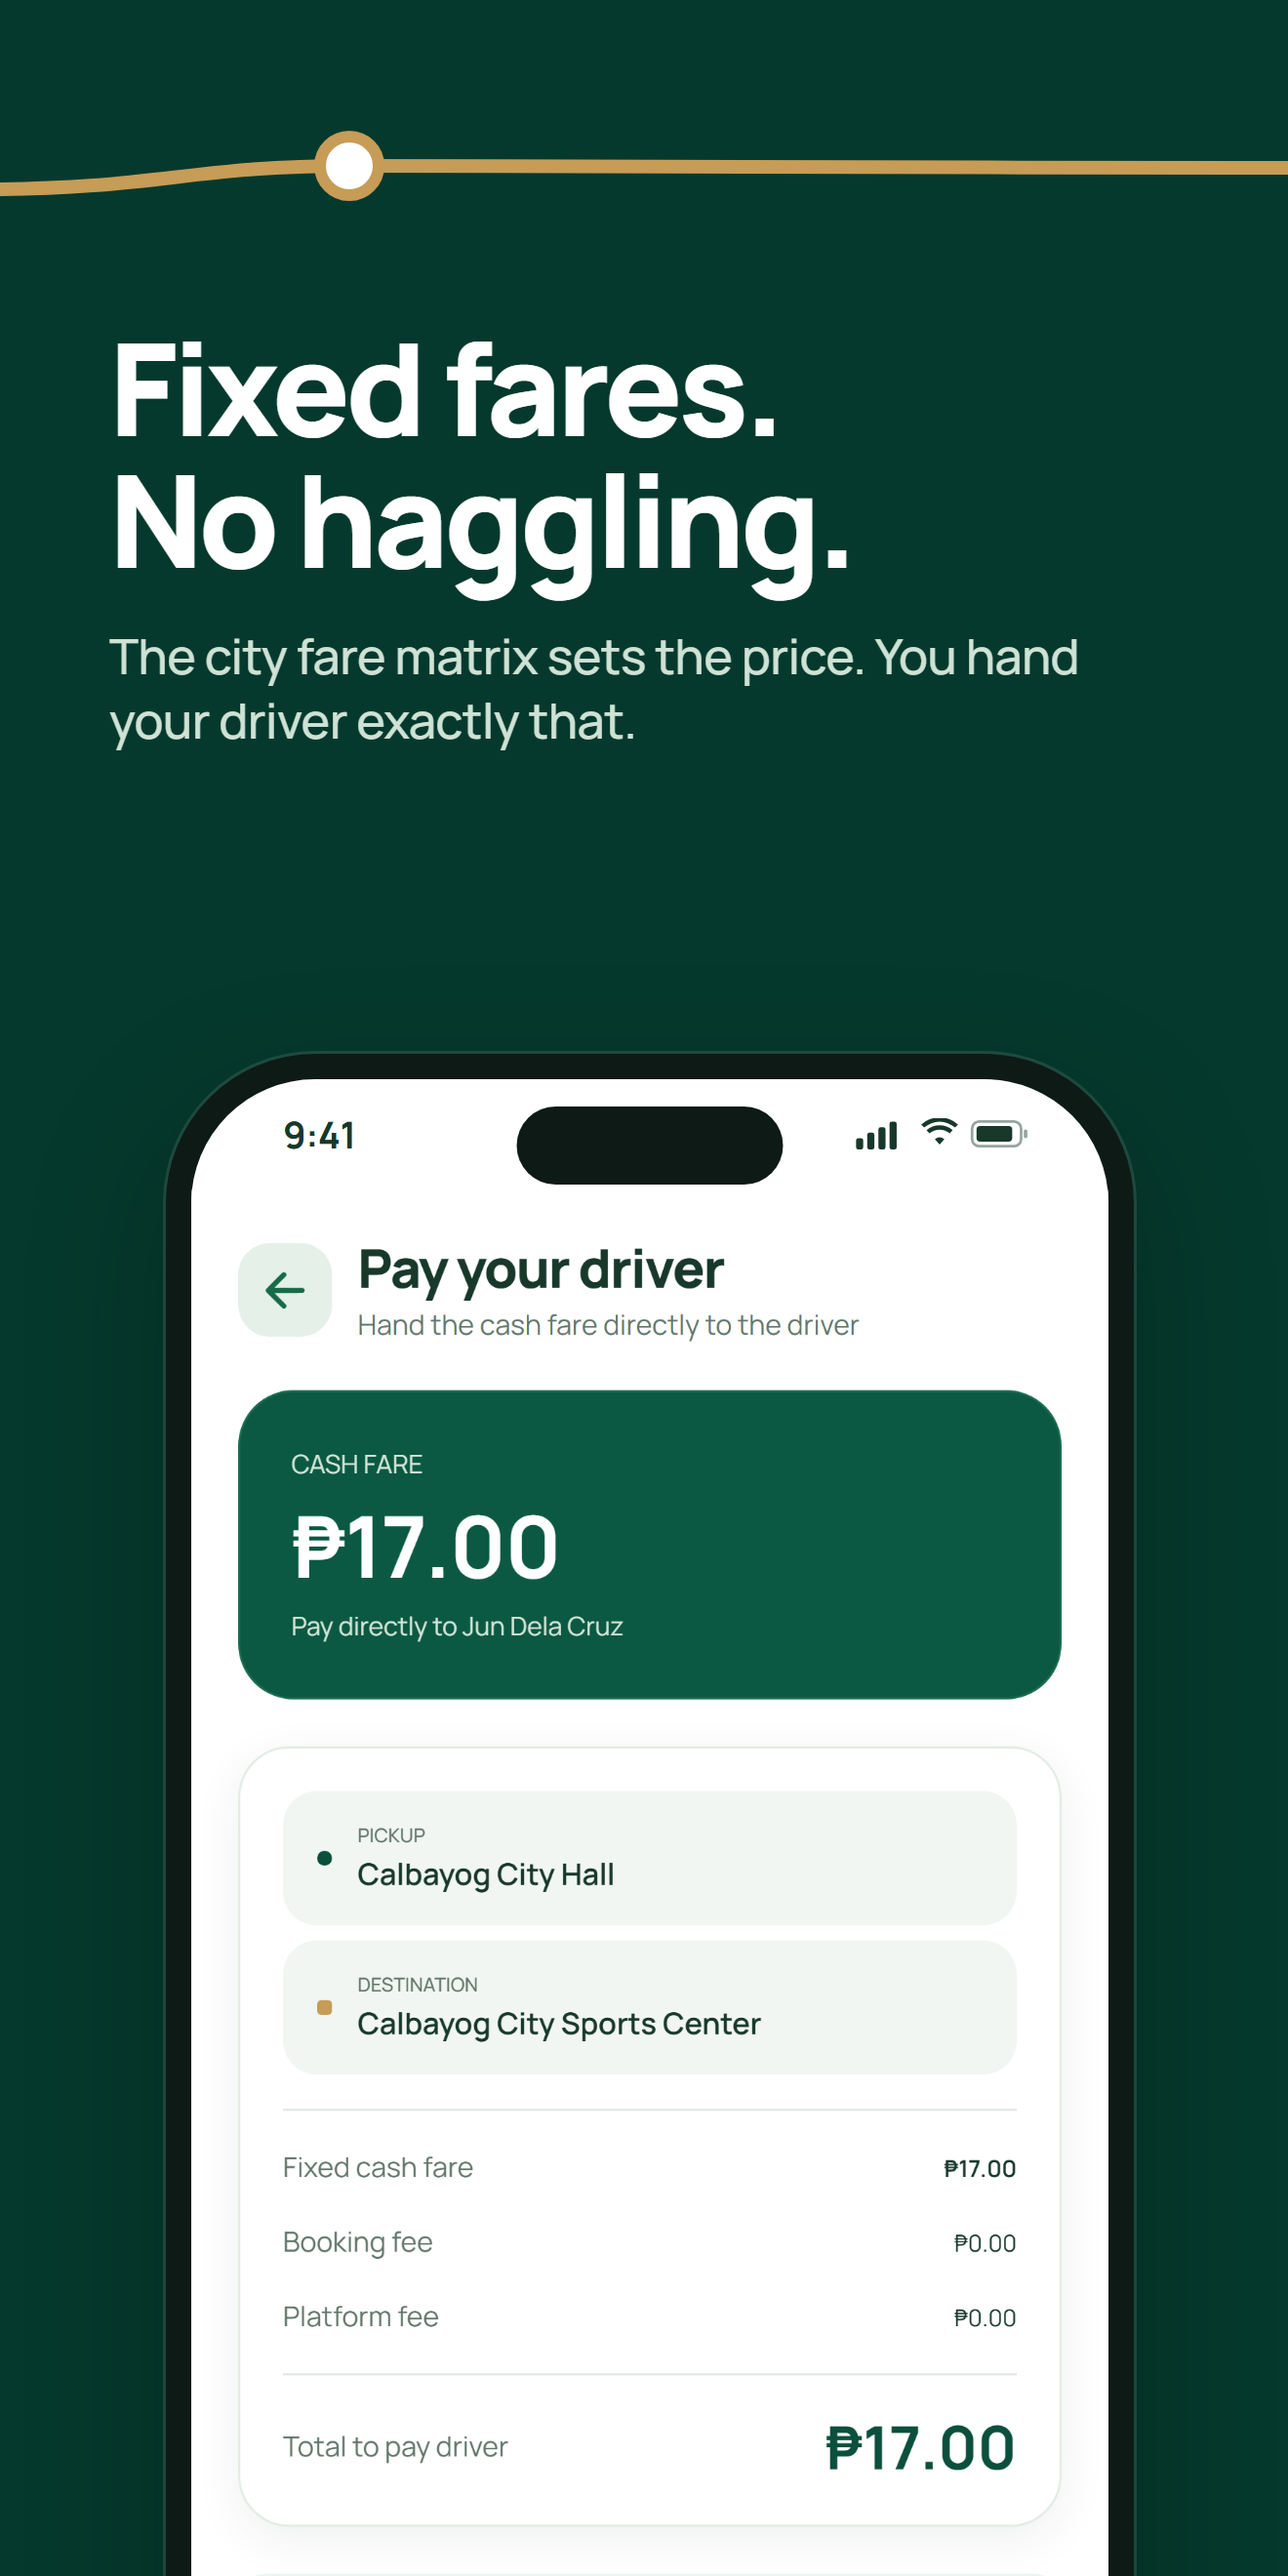 Fixed fares.
No haggling.
The city fare matrix sets the price. You hand
your driver exactly that.
9:41
Pay your driver
Hand the cash fare directly to the driver
CASH FARE
₱17.00
Pay directly to Jun Dela Cruz
PICKUP
Calbayog City Hall
DESTINATION
Calbayog City Sports Center
Fixed cash fare ₱17.00
Booking fee ₱0.00
Platform fee ₱0.00
Total to pay driver ₱17.00